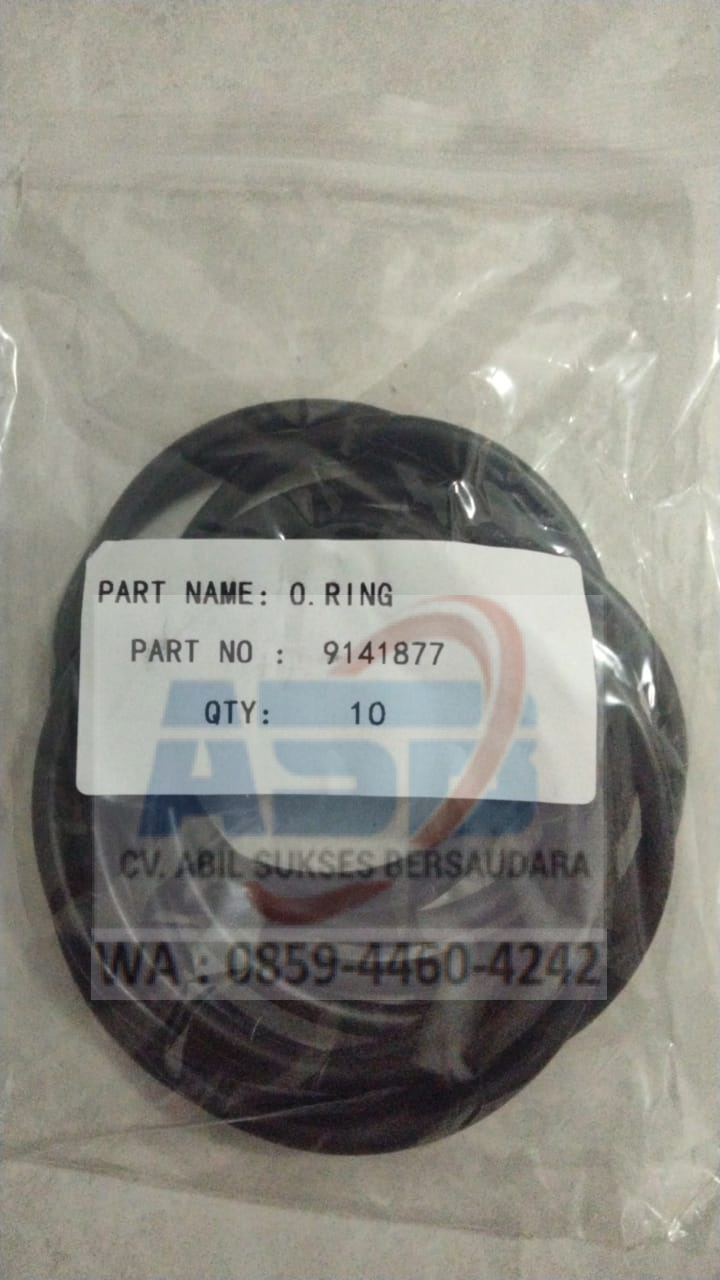 PART NAME: O.RING
PART NO : 9141877
QTY: 10
ASB
CV. ABIL SUKSES BERSAUDARA
WA : 0859-4460-4242